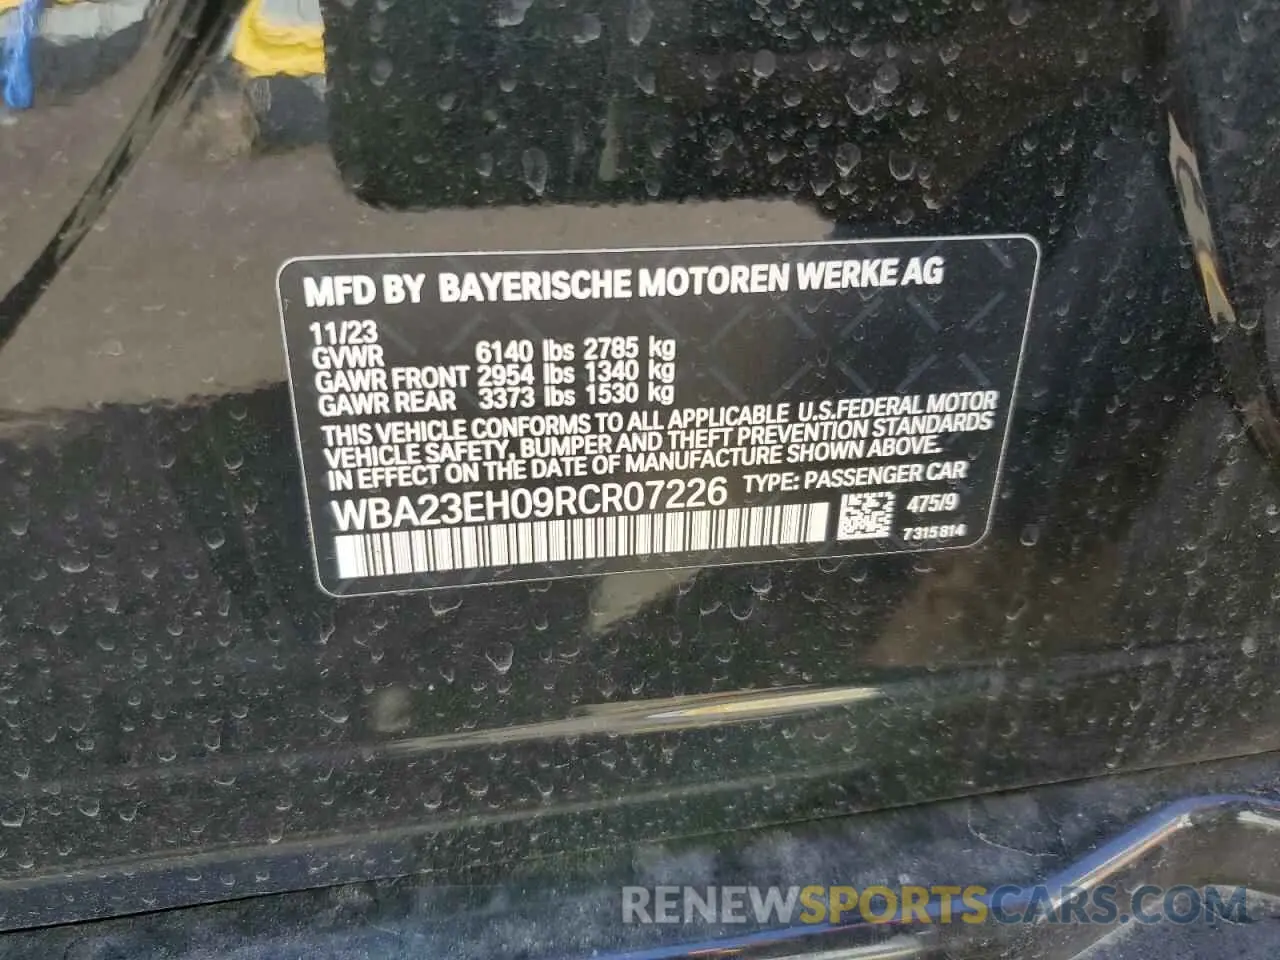 MFD BY BAYERISCHE MOTOREN WERKE AG
11/23
GVWR 6140 lbs 2785 kg
GAWR FRONT 2954 lbs 1340 kg
GAWR REAR 3373 lbs 1530 kg
THIS VEHICLE CONFORMS TO ALL APPLICABLE U.S.FEDERAL MOTOR
VEHICLE SAFETY, BUMPER AND THEFT PREVENTION STANDARDS
IN EFFECT ON THE DATE OF MANUFACTURE SHOWN ABOVE.
WBA23EH09RCR07226 TYPE: PASSENGER CAR
475/9
7315814
RENEWSPORTSCARS.COM